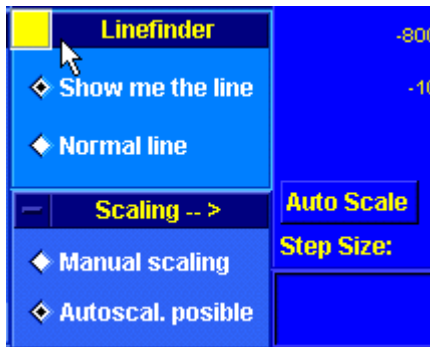 Linefinder
-800
Show me the line
-10
Normal line
Scaling -- >
Auto Scale
Step Size:
Manual scaling
Autoscal. posible